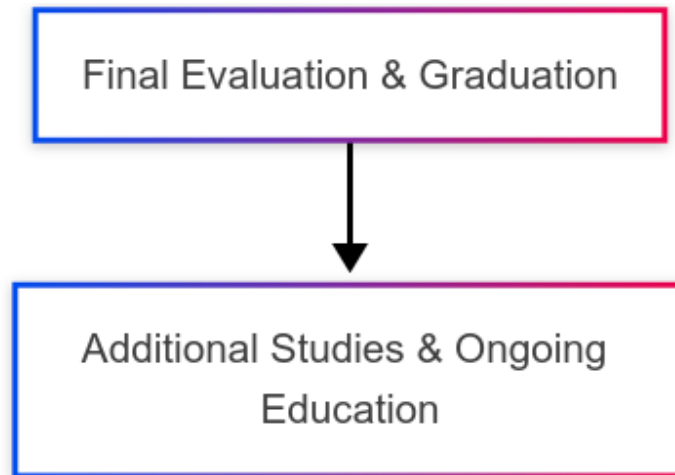 Final Evaluation & Graduation
Additional Studies & Ongoing
Education